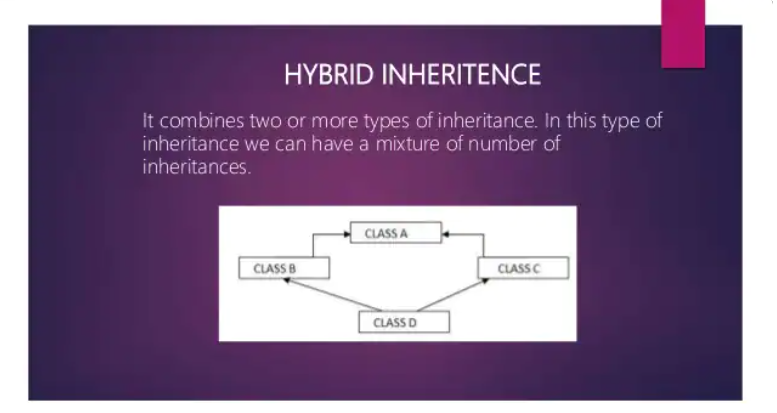 HYBRID INHERITENCE
It combines two or more types of inheritance. In this type of
inheritance we can have a mixture of number of
inheritances.
CLASS A
CLASS B
CLASS C
CLASS D